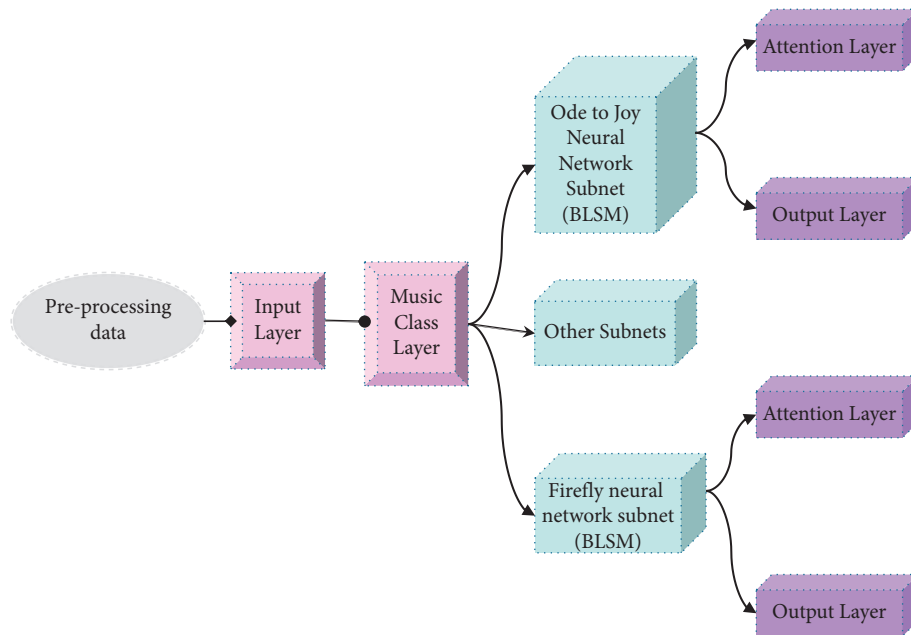 Pre-processing
data
Input
Layer
Music
Class
Layer
Ode to Joy
Neural
Network
Subnet
(BLSM)
Attention Layer
Output Layer
Other Subnets
Firefly neural
network subnet
(BLSM)
Attention Layer
Output Layer